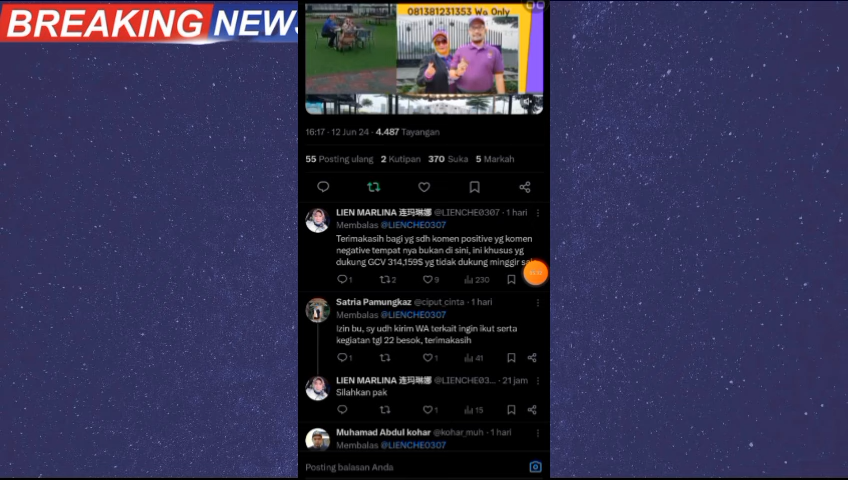 BREAKING NEWS
081381231353 Wa Only
16:17 · 12 Jun 24 · 4.487 Tayangan
55 Posting ulang 2 Kutipan 370 Suka 5 Markah
LIEN MARLINA 连玛琳娜 @LIENCHE0307 · 1 hari
Membalas @LIENCHE0307
Terimakasih bagi yg sdh komen positive yg komen
negative tempat nya bukan di sini, ini khusus yg
dukung GCV 314,159$ yg tidak dukung minggir
1 2 9 230
Satria Pamungkaz @ciput_cinta · 1 hari
Membalas @LIENCHE0307
Izin bu, sy udh kirim WA terkait ingin ikut serta
kegiatan tgl 22 besok, terimakasih
1 1 41
LIEN MARLINA 连玛琳娜 @LIENCHE03... · 21 jam
Silahkan pak
1 15
Muhamad Abdul kohar @kohar_muh · 1 hari
Membalas @LIENCHE0307
Posting balasan Anda